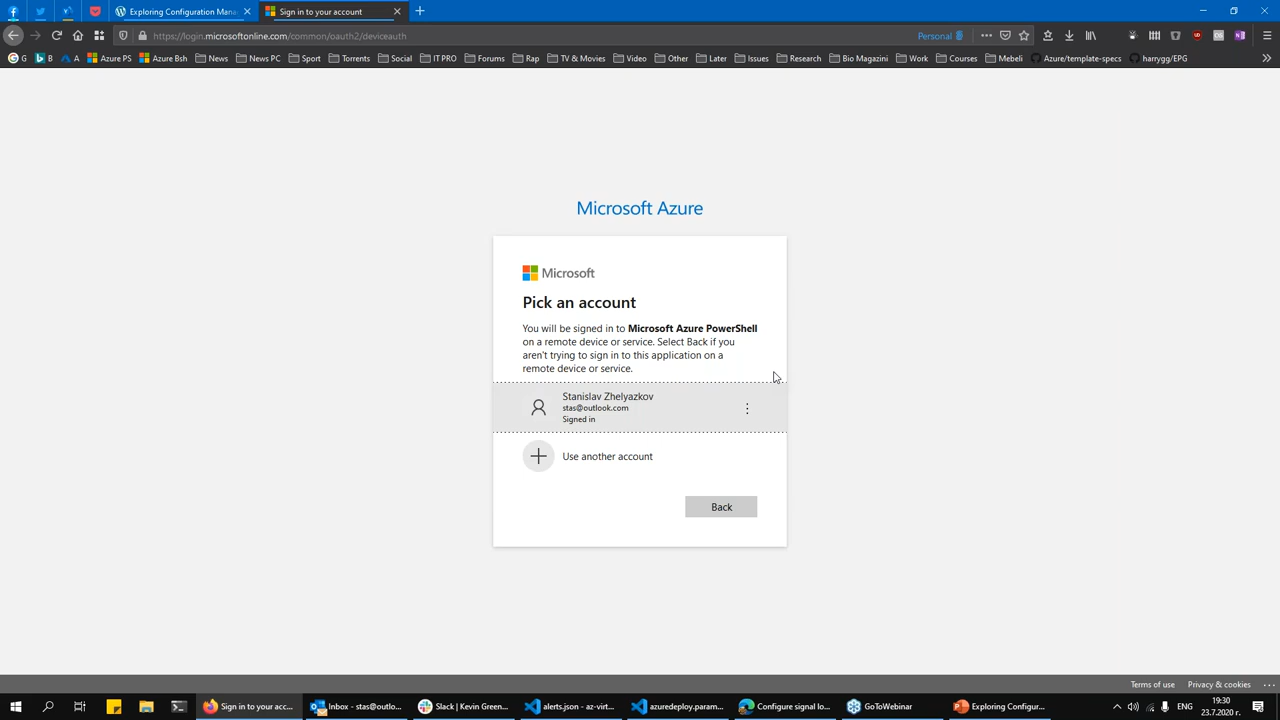 Exploring Configuration Mana
Sign in to your account
https://login.microsoftonline.com/common/oauth2/deviceauth
Personal
G
B
A
Azure PS
Azure Bsh
News
News PC
Sport
Torrents
Social
IT PRO
Forums
Rap
TV & Movies
Video
Other
Later
Issues
Research
Bio Magazini
Work
Courses
Mebeli
Azure/template-specs
harrygg/EPG
Microsoft Azure
Microsoft
Pick an account
You will be signed in to Microsoft Azure PowerShell
on a remote device or service. Select Back if you
aren't trying to sign in to this application on a
remote device or service.
Stanislav Zhelyazkov
stas@outlook.com
Signed in
Use another account
Back
Terms of use
Privacy & cookies
Sign in to your acc...
Inbox - stas@outlo...
Slack | Kevin Green...
alerts.json - az-virt...
azuredeploy.param...
Configure signal lo...
GoToWebinar
Exploring Configur...
ENG
19:30
23.7.2020 г.